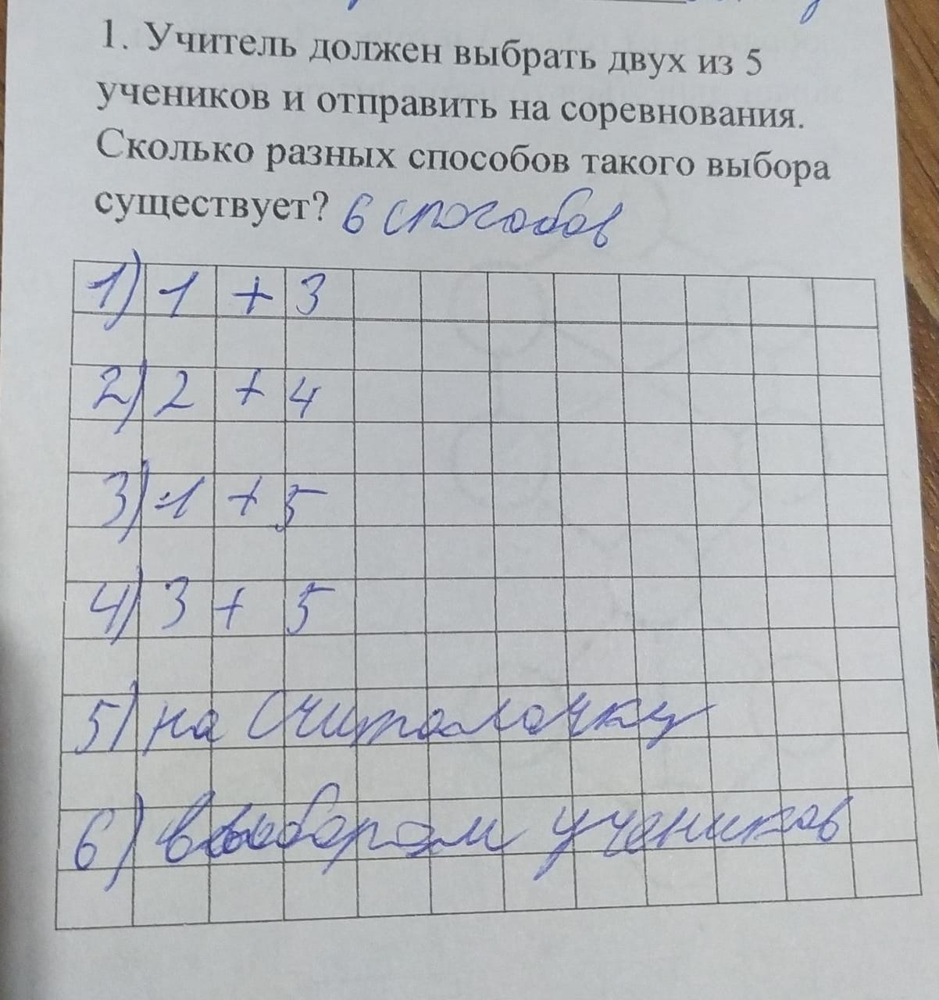 1. Учитель должен выбрать двух из 5
учеников и отправить на соревнования.
Сколько разных способов такого выбора
существует? 6 способов
1) 1 + 3
2) 2 + 4
3) 1 + 5
4) 3 + 5
5) на считалочку
6) выбором учеников